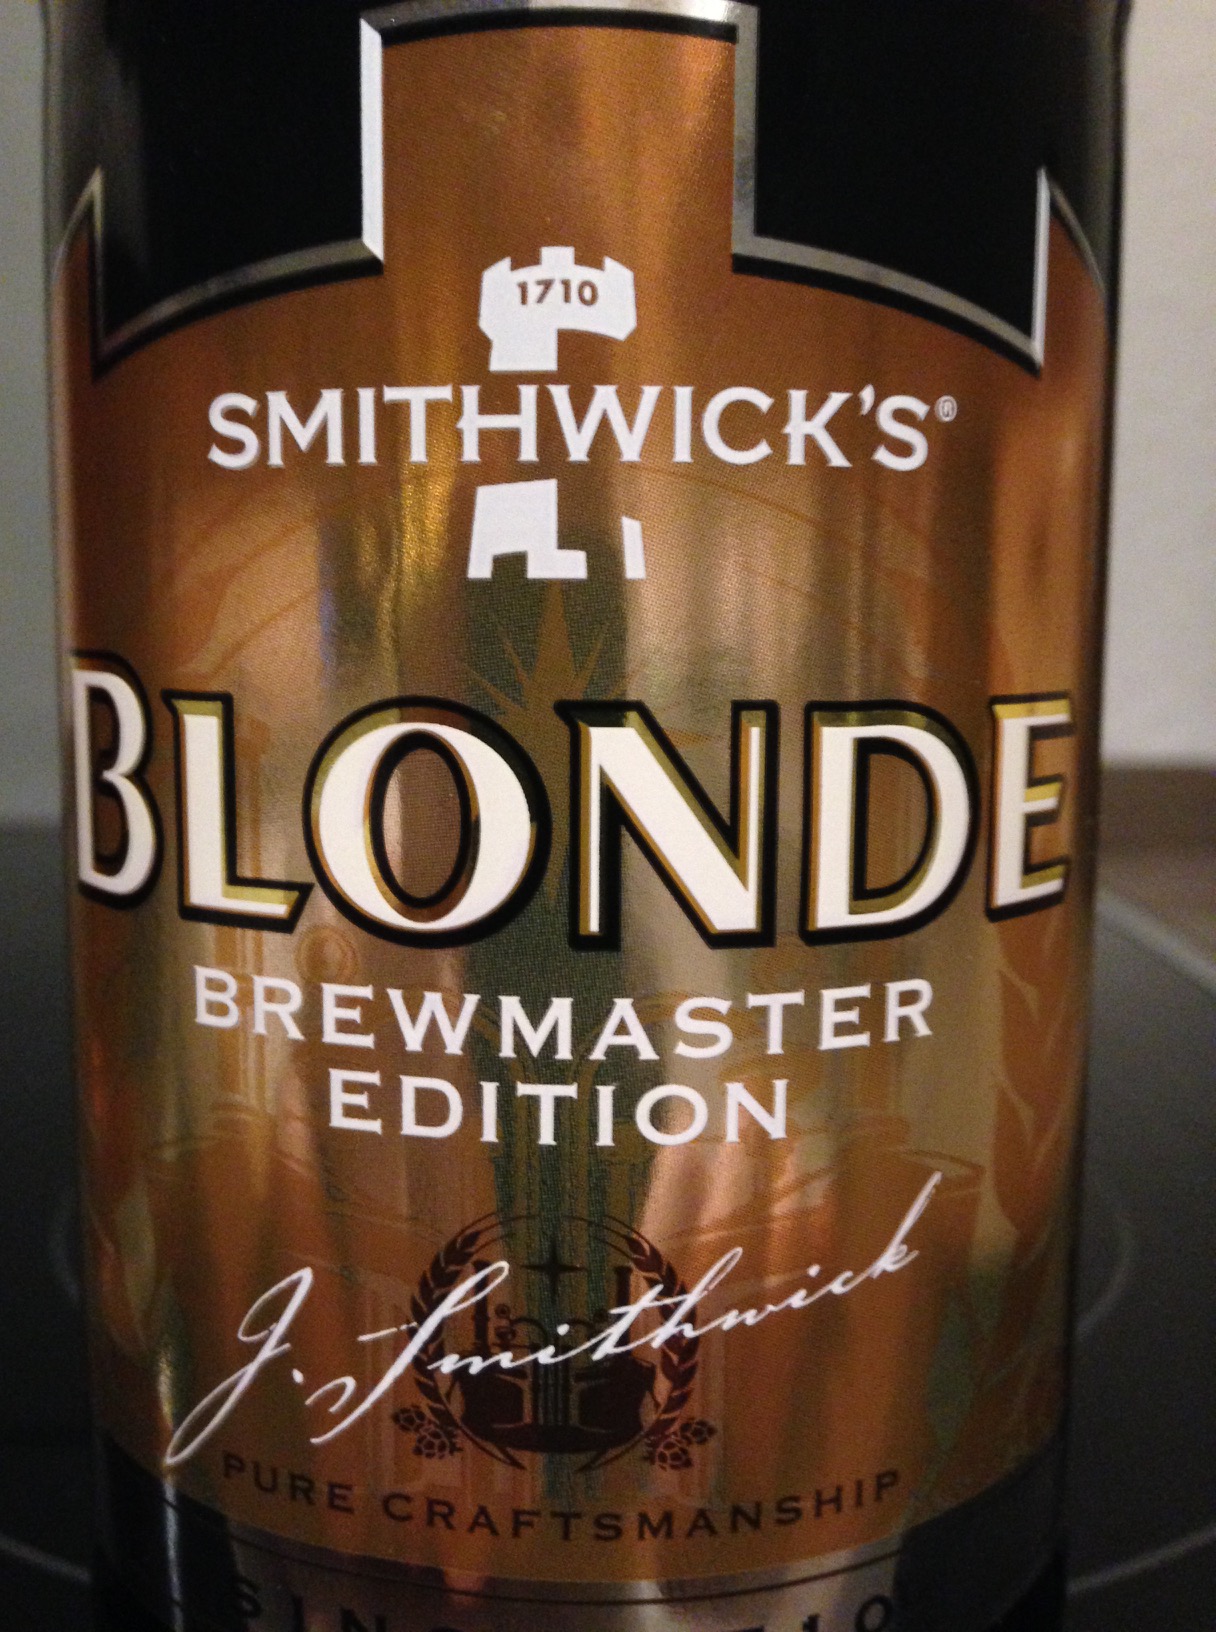 1710
SMITHWICK'S
BLONDE
BREWMASTER
EDITION
J. Smithwick
PURE CRAFTSMANSHIP